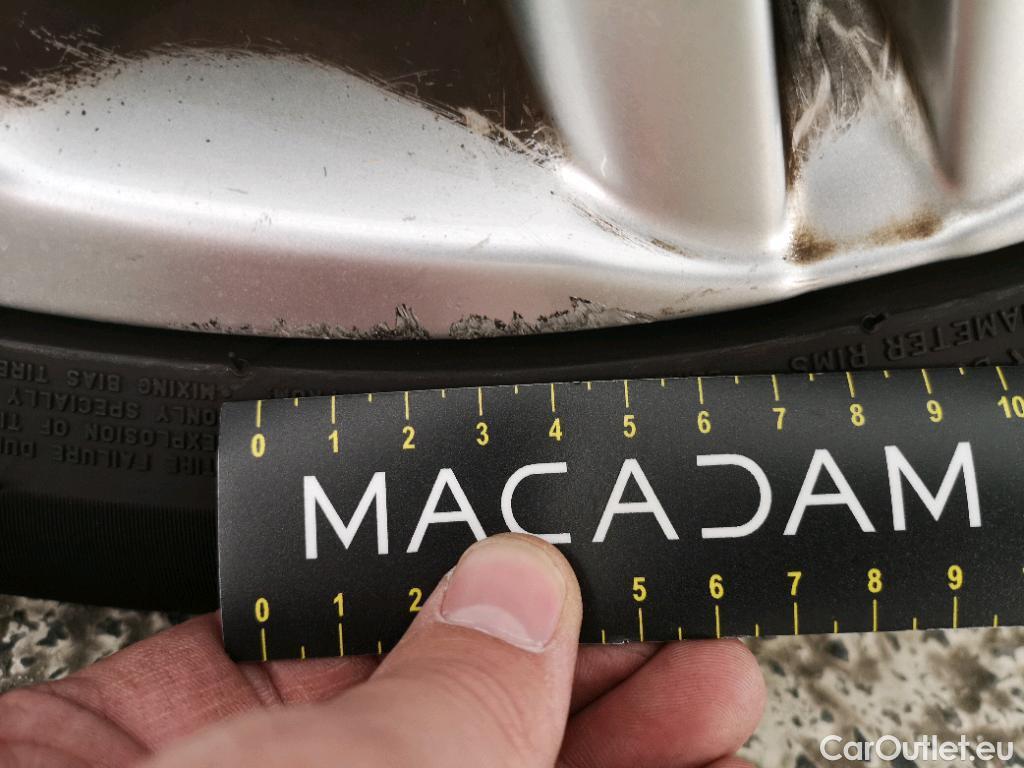 AMETER RIMS
MIXING BIAS TIRE
ONLY SPECIALLY
EXPLOSION OF TI
TIRE FAILURE DU
0 1 2 3 4 5 6 7 8 9 10
MACADAM
0 1 2 5 6 7 8 9
CarOutlet.eu